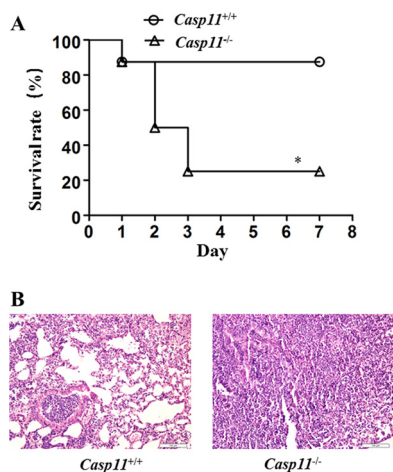 A
Casp11+/+
Casp11-/-
100
80
60
40
20
0
Survival rate (%)
0 1 2 3 4 5 6 7 8
*
Day
B
Casp11+/+
Casp11-/-